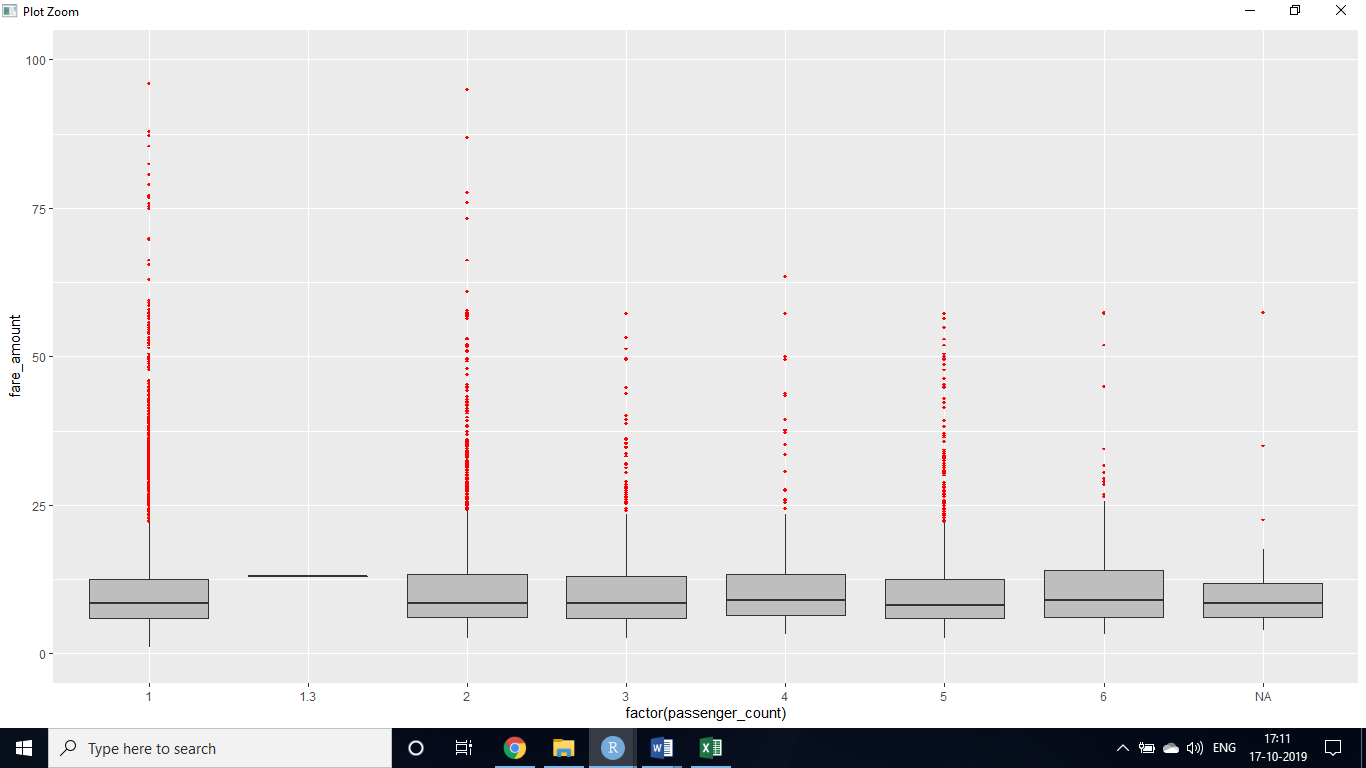 Plot Zoom
100
75
50
25
0
fare_amount
1 1.3 2 3 4 5 6 NA
factor(passenger_count)
Type here to search
R
W
X
ENG
17:11
17-10-2019